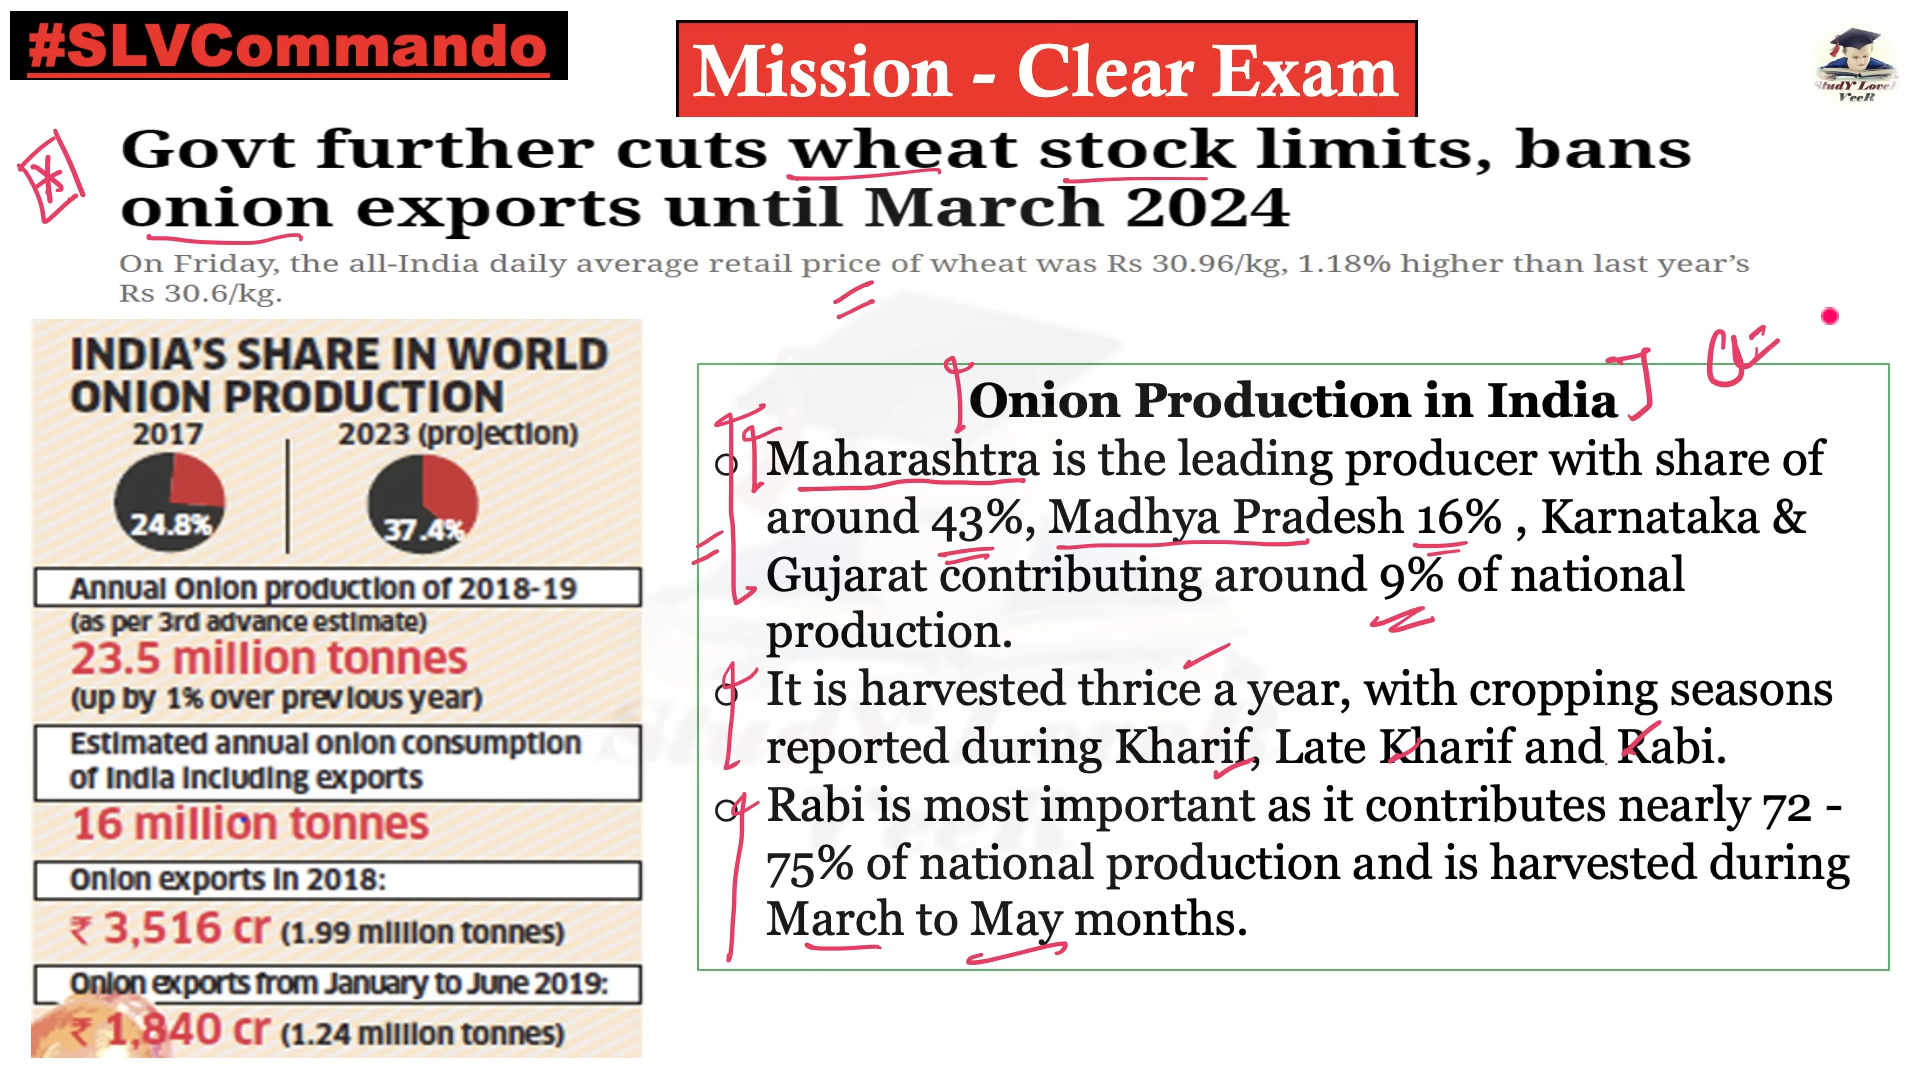 #SLVCommando
Mission - Clear Exam
StudY LoveR
VeeR
Govt further cuts wheat stock limits, bans
onion exports until March 2024
On Friday, the all-India daily average retail price of wheat was Rs 30.96/kg, 1.18% higher than last year’s
Rs 30.6/kg.
INDIA’S SHARE IN WORLD
ONION PRODUCTION
2017
2023 (projection)
24.8%
37.4%
Annual Onion production of 2018-19
(as per 3rd advance estimate)
23.5 million tonnes
(up by 1% over previous year)
Estimated annual onion consumption
of India including exports
16 million tonnes
Onion exports in 2018:
₹ 3,516 cr (1.99 million tonnes)
Onion exports from January to June 2019:
₹ 1,840 cr (1.24 million tonnes)
Onion Production in India
Maharashtra is the leading producer with share of
around 43%, Madhya Pradesh 16% , Karnataka &
Gujarat contributing around 9% of national
production.
It is harvested thrice a year, with cropping seasons
reported during Kharif, Late Kharif and Rabi.
Rabi is most important as it contributes nearly 72 -
75% of national production and is harvested during
March to May months.
StudY LoveR
VeeR